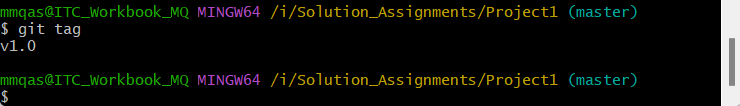 mmqas@ITC_Workbook_MQ MINGW64 /i/Solution_Assignments/Project1 (master)
$ git tag
v1.0
mmqas@ITC_Workbook_MQ MINGW64 /i/Solution_Assignments/Project1 (master)
$